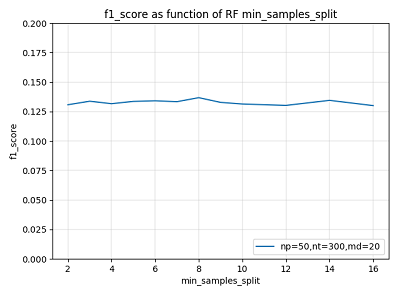 f1_score as function of RF min_samples_split
f1_score
0.200
0.175
0.150
0.125
0.100
0.075
0.050
0.025
0.000
np=50,nt=300,md=20
2 4 6 8 10 12 14 16
min_samples_split